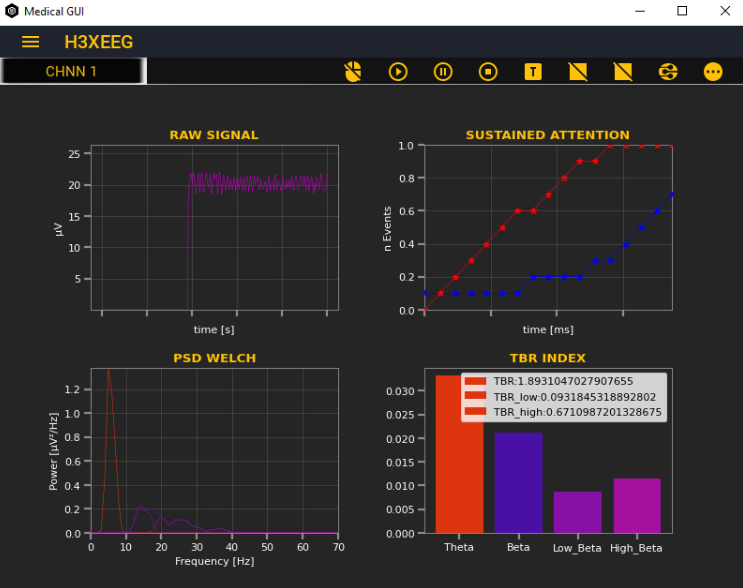 Medical GUI
H3XEEG
CHNN 1
T
RAW SIGNAL
25
20
15
10
5
µV
time [s]
SUSTAINED ATTENTION
1.0
0.8
0.6
0.4
0.2
0.0
n Events
time [ms]
PSD WELCH
1.2
1.0
0.8
0.6
0.4
0.2
0.0
Power [µV²/Hz]
0 10 20 30 40 50 60 70
Frequency [Hz]
TBR INDEX
TBR:1.8931047027907655
TBR_low:0.0931845318892802
TBR_high:0.6710987201328675
0.030
0.025
0.020
0.015
0.010
0.005
0.000
Theta Beta Low_Beta High_Beta